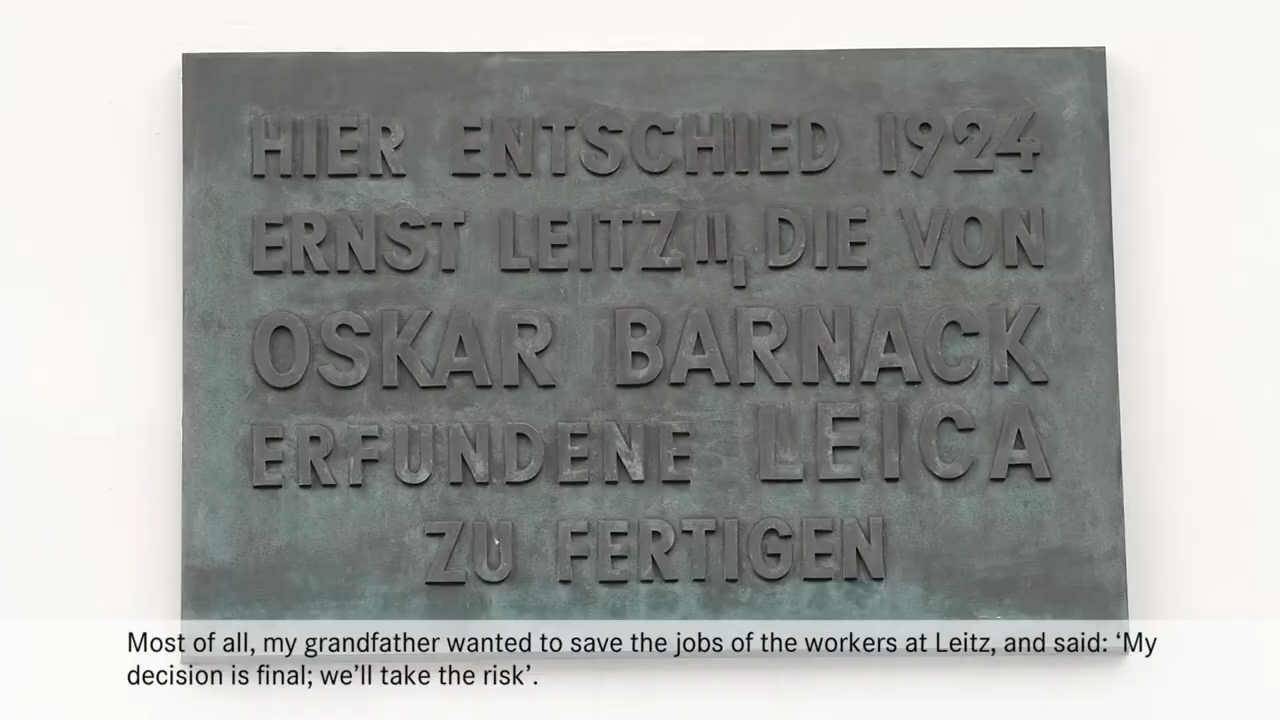 HIER ENTSCHIED 1924
ERNST LEITZ II, DIE VON
OSKAR BARNACK
ERFUNDENE LEICA
ZU FERTIGEN
Most of all, my grandfather wanted to save the jobs of the workers at Leitz, and said: ‘My
decision is final; we’ll take the risk’.